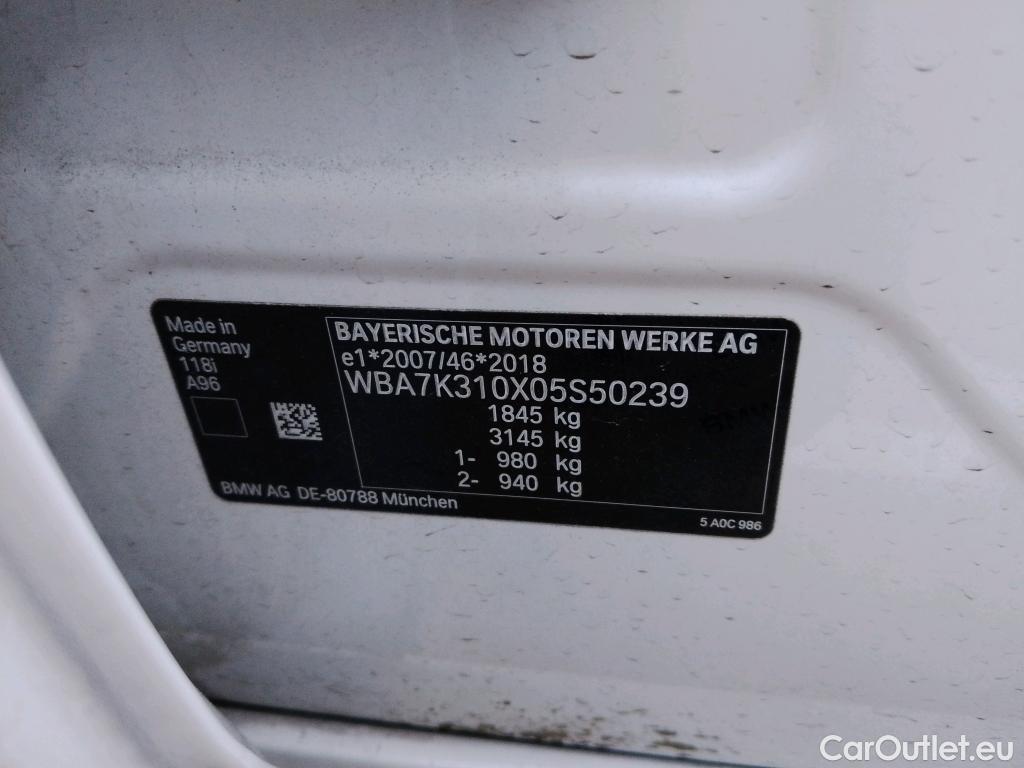 Made in
Germany
118i
A96
BAYERISCHE MOTOREN WERKE AG
e1*2007/46*2018
WBA7K310X05S50239
1845 kg
3145 kg
1- 980 kg
2- 940 kg
BMW AG DE-80788 München
5 A0C 986
CarOutlet.eu